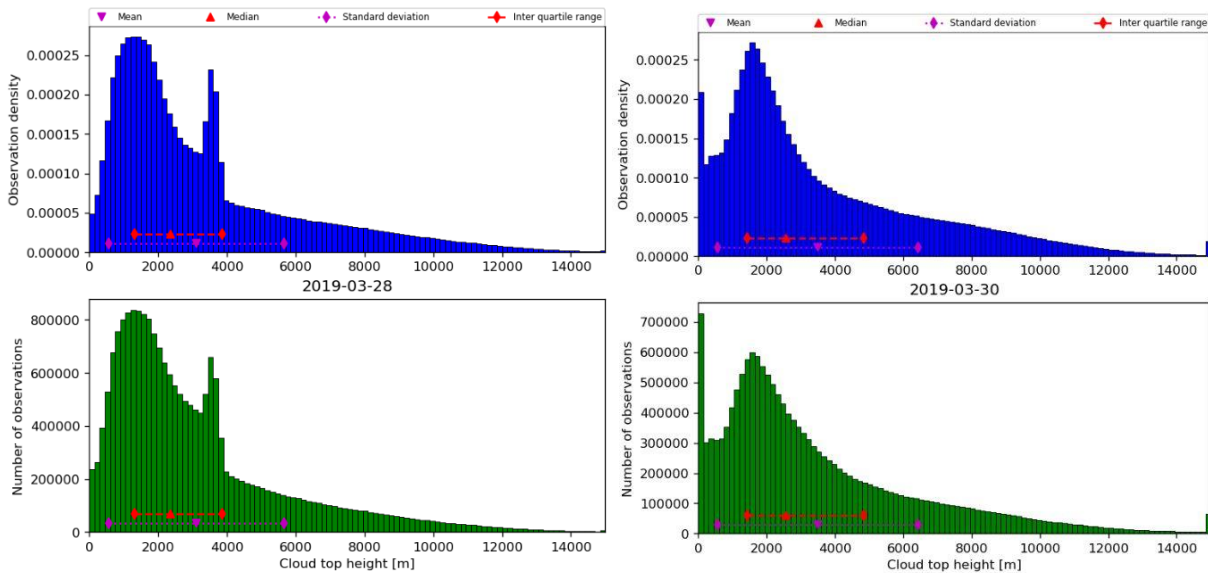 Mean Median Standard deviation Inter quartile range
Observation density
0.00025
0.00020
0.00015
0.00010
0.00005
0.00000
0 2000 4000 6000 8000 10000 12000 14000
2019-03-28
Number of observations
800000
600000
400000
200000
0
0 2000 4000 6000 8000 10000 12000 14000
Cloud top height [m]
Mean Median Standard deviation Inter quartile range
Observation density
0.00025
0.00020
0.00015
0.00010
0.00005
0.00000
0 2000 4000 6000 8000 10000 12000 14000
2019-03-30
Number of observations
700000
600000
500000
400000
300000
200000
100000
0
0 2000 4000 6000 8000 10000 12000 14000
Cloud top height [m]